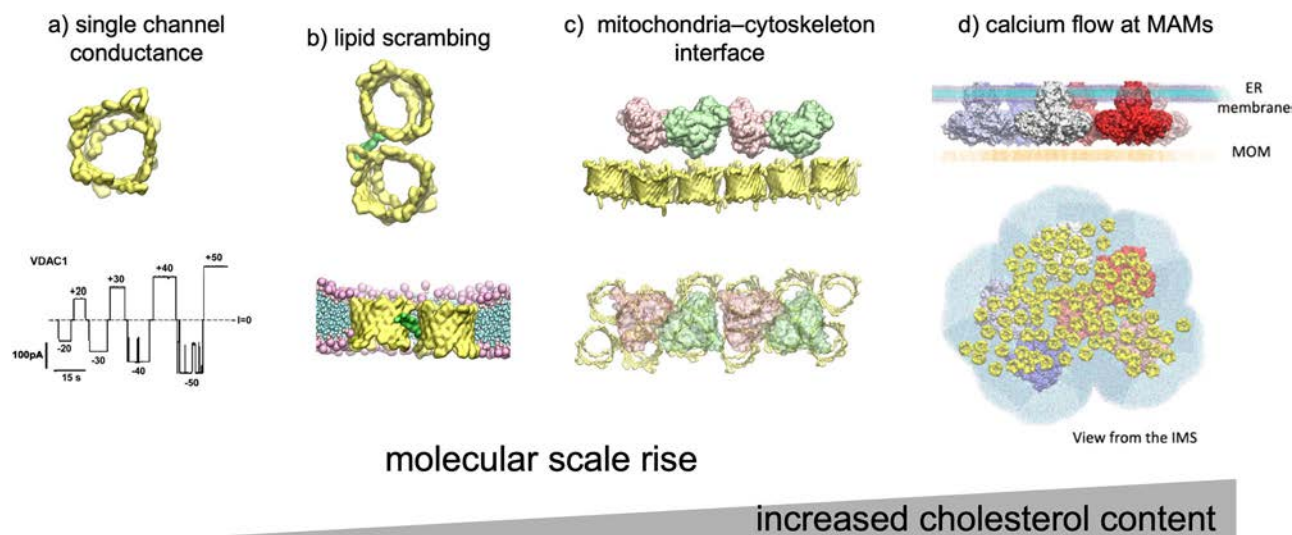 a) single channel
conductance
b) lipid scrambing
c) mitochondria–cytoskeleton
interface
d) calcium flow at MAMs
ER
membrane
MOM
VDAC1
+20
+30
+40
+50
I=0
-20
-30
-40
-50
100pA
15 s
View from the IMS
molecular scale rise
increased cholesterol content